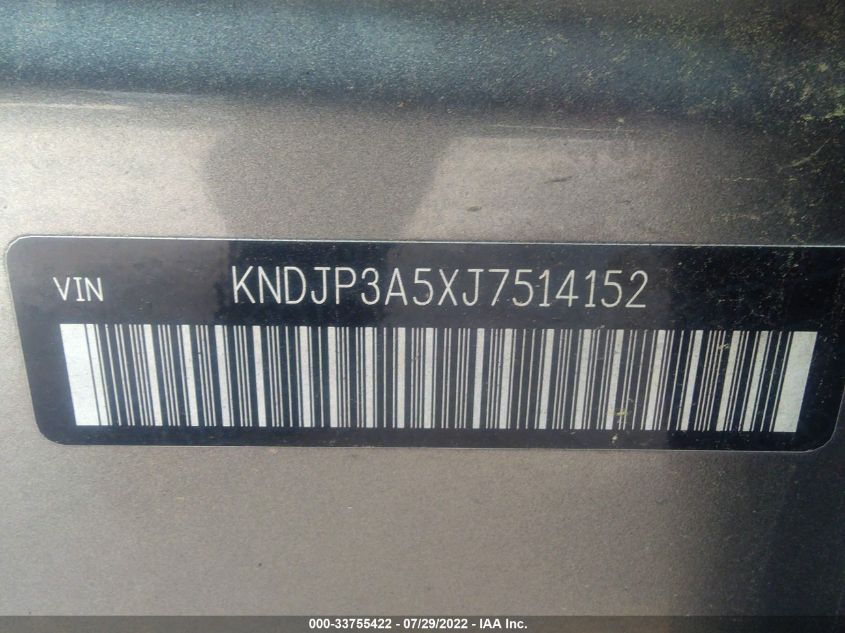 VIN KNDJP3A5XJ7514152
000-33755422 - 07/29/2022 - IAA Inc.